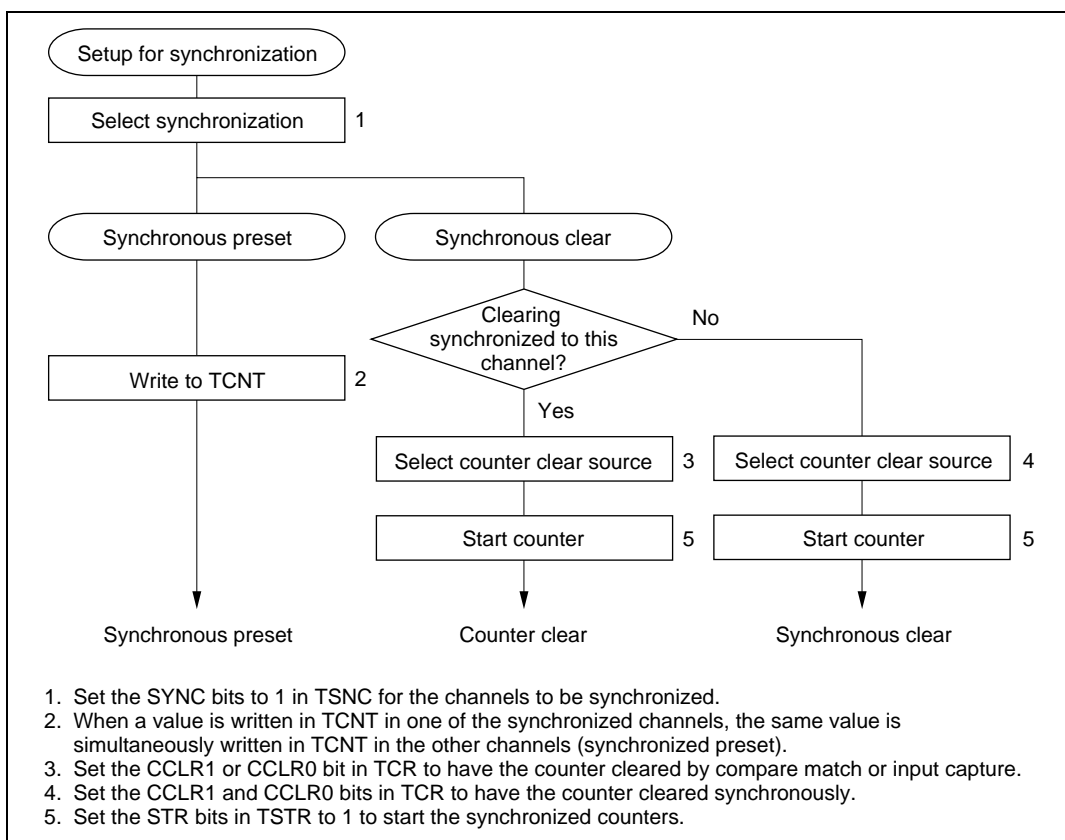 Setup for synchronization
Select synchronization 1
Synchronous preset
Synchronous clear
Clearing
synchronized to this
channel?
No
Write to TCNT 2
Yes
Select counter clear source 3
Select counter clear source 4
Start counter 5
Start counter 5
Synchronous preset
Counter clear
Synchronous clear
1. Set the SYNC bits to 1 in TSNC for the channels to be synchronized.
2. When a value is written in TCNT in one of the synchronized channels, the same value is
simultaneously written in TCNT in the other channels (synchronized preset).
3. Set the CCLR1 or CCLR0 bit in TCR to have the counter cleared by compare match or input capture.
4. Set the CCLR1 and CCLR0 bits in TCR to have the counter cleared synchronously.
5. Set the STR bits in TSTR to 1 to start the synchronized counters.